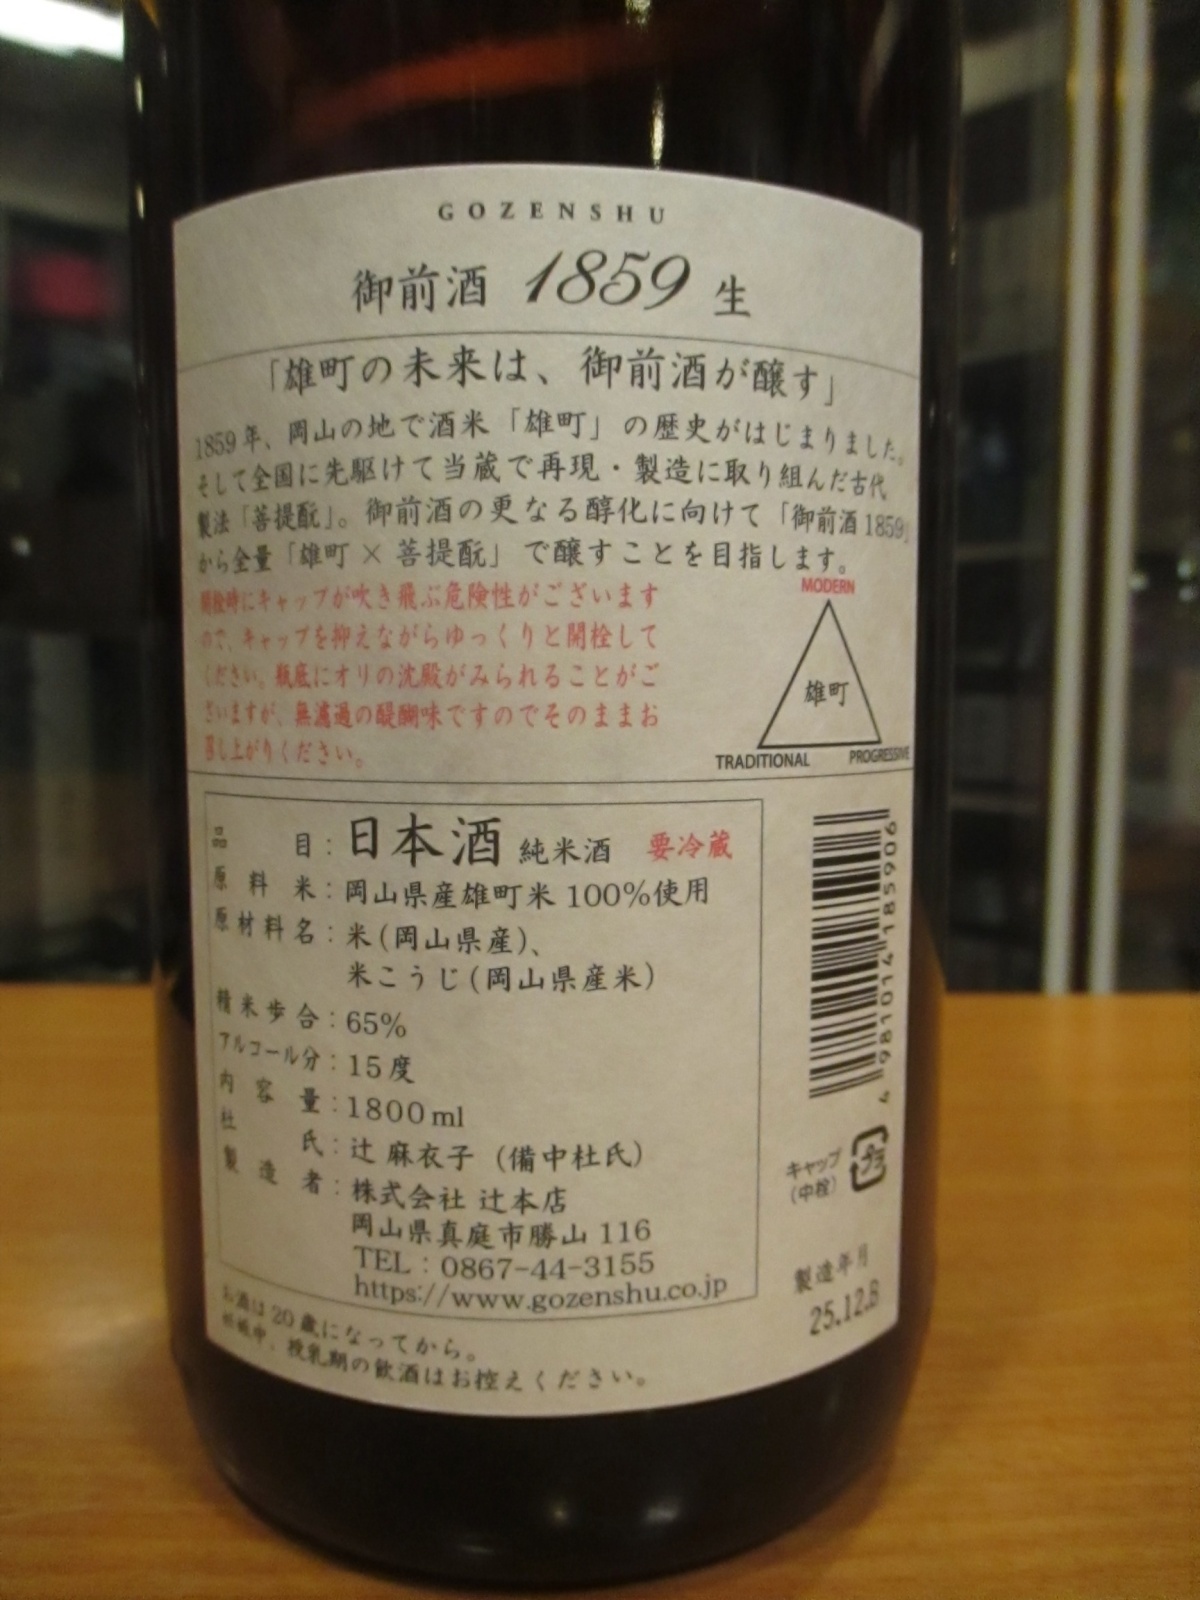 GOZENSHU
御前酒 1859 生
「雄町の未来は、御前酒が醸す」
1859年、岡山の地で酒米「雄町」の歴史がはじまりました。
そして全国に先駆けて当蔵で再現・製造に取り組んだ古代
製法「菩提酛」。御前酒の更なる醇化に向けて「御前酒1859」
から全量「雄町×菩提酛」で醸すことを目指します。
開栓時にキャップが吹き飛ぶ危険性がございます
ので、キャップを抑えながらゆっくりと開栓して
ください。瓶底にオリの沈殿がみられることがご
ざいますが、無濾過の醍醐味ですのでそのままお
召し上がりください。
MODERN
雄町
TRADITIONAL PROGRESSIVE
品目：日本酒 純米酒 要冷蔵
原料米：岡山県産雄町米100%使用
原材料名：米(岡山県産)、
米こうじ(岡山県産米)
精米歩合：65%
アルコール分：15度
内容量：1800ml
杜氏：辻 麻衣子 (備中杜氏)
製造者：株式会社 辻本店
岡山県真庭市勝山 116
TEL：0867-44-3155
https://www.gozenshu.co.jp
お酒は20歳になってから。
妊娠中、授乳期の飲酒はお控えください。
4 981014 185906
キャップ
(中栓)
プラ
製造年月
25.12.B